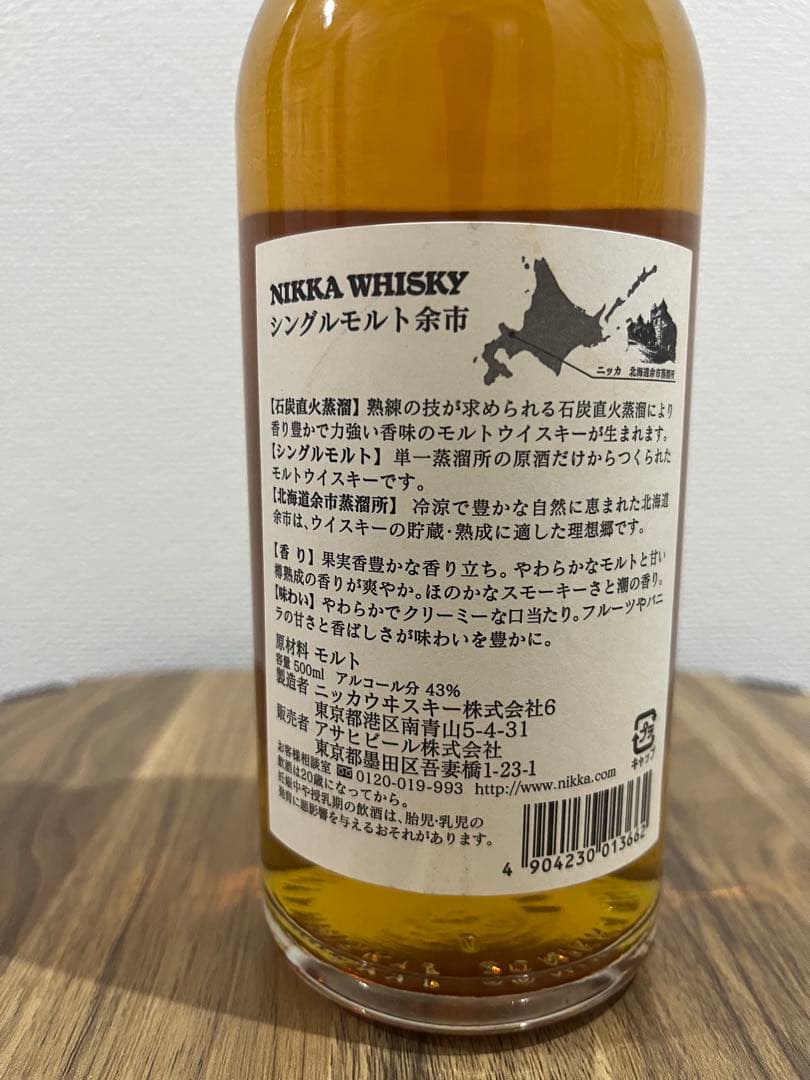 NIKKA WHISKY
シングルモルト余市
ニッカ 北海道余市蒸溜所
【石炭直火蒸溜】 熟練の技が求められる石炭直火蒸溜により
香り豊かで力強い香味のモルトウイスキーが生まれます。
【シングルモルト】 単一蒸溜所の原酒だけからつくられた
モルトウイスキーです。
【北海道余市蒸溜所】 冷涼で豊かな自然に恵まれた北海道
余市は、ウイスキーの貯蔵・熟成に適した理想郷です。
【香り】果実香豊かな香り立ち。やわらかなモルトと甘い
樽熟成の香りが爽やか。ほのかなスモーキーさと潮の香り。
【味わい】やわらかでクリーミーな口当たり。フルーツやバニ
ラの甘さと香ばしさが味わいを豊かに。
原材料 モルト
容量 500ml アルコール分 43%
製造者 ニッカウヰスキー株式会社6
東京都港区南青山5-4-31
販売者 アサヒビール株式会社
東京都墨田区吾妻橋1-23-1
お客様相談室 0120-019-993 http://www.nikka.com
飲酒は20歳になってから。
妊娠中や授乳期の飲酒は、胎児・乳児の
発育に悪影響を与えるおそれがあります。
プラ
キャップ
4 904230 013662